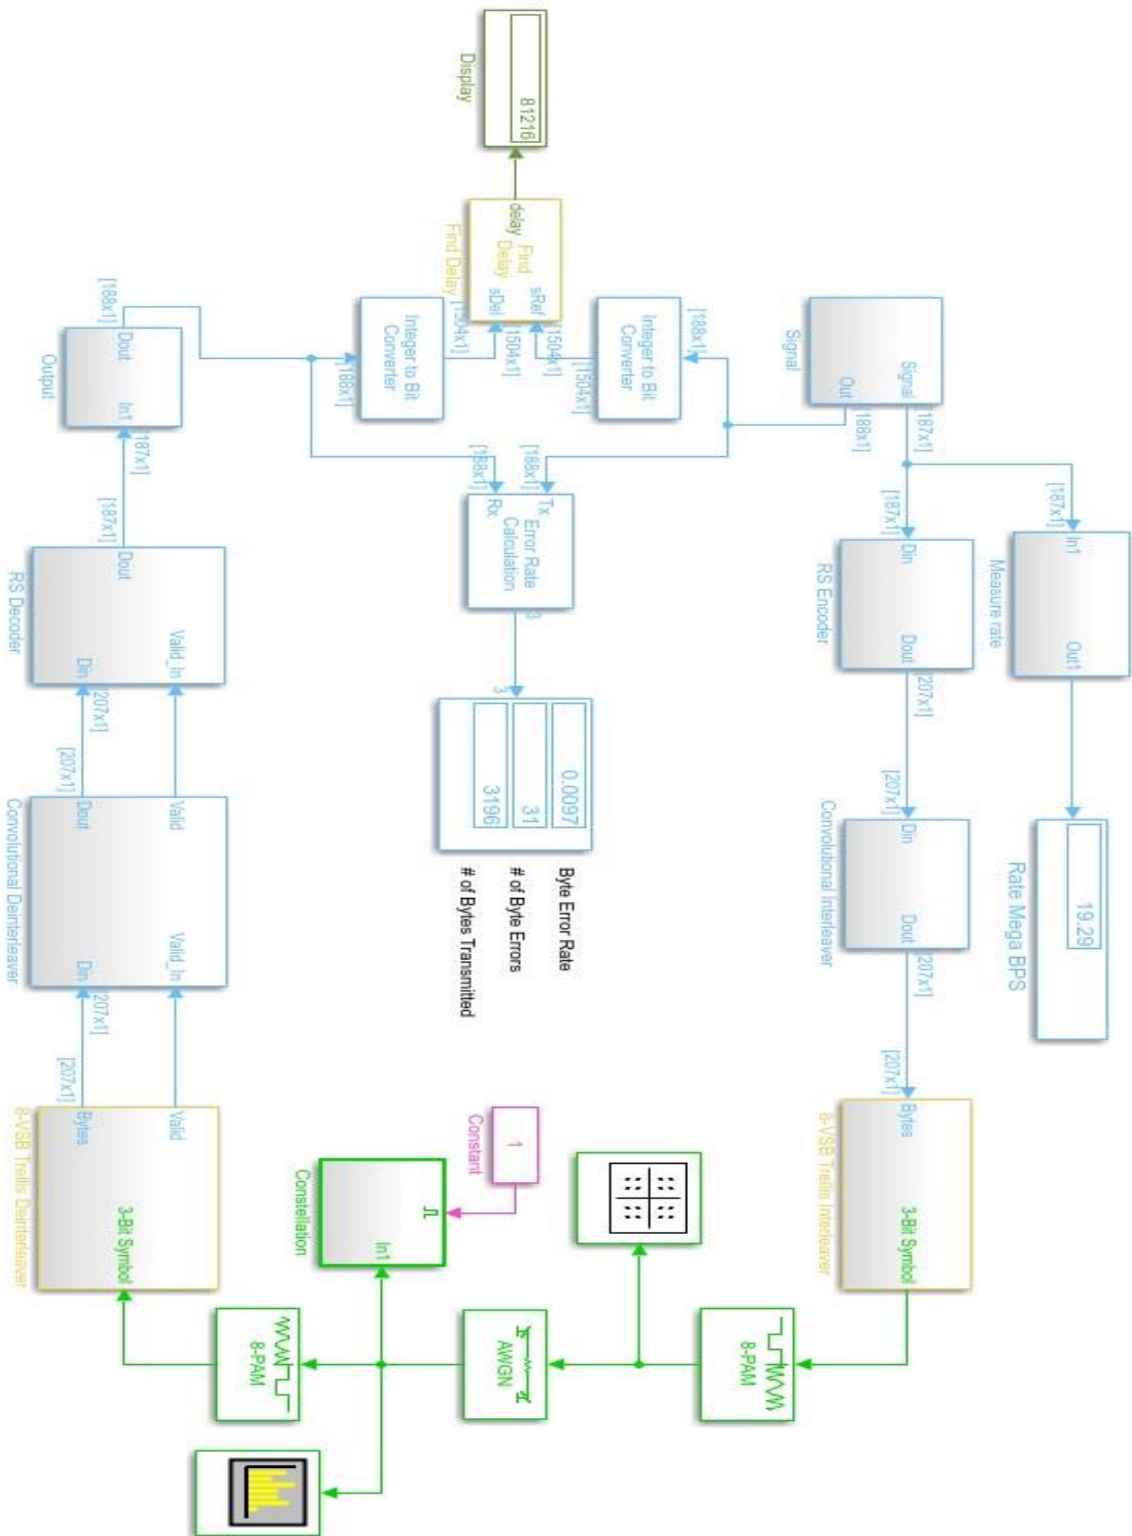 Signal
Out
Signal
[187x1]
[188x1]
[187x1]
In1
Out1
Measure rate
19.29
Rate Mega BPS
[187x1]
Din
Dout
RS Encoder
[207x1]
[207x1]
Din
Dout
Convolutional Interleaver
[207x1]
[207x1]
Bytes
3-Bit Symbol
8-VSB Trellis Interleaver
8-PAM
[188x1]
Integer to Bit
Converter
[1504x1]
[1504x1]
81216
Display
delay
Find
Delay
sRef
sDel
Find Delay
[1504x1]
[1504x1]
Integer to Bit
Converter
[188x1]
[188x1]
Tx
Rx
[188x1]
Error Rate
Calculation
3
3
0.0097
31
3196
Byte Error Rate
# of Byte Errors
# of Bytes Transmitted
1
Constant
AWGN
In1
Constellation
[188x1]
Dout
In1
Output
[187x1]
[187x1]
Dout
Valid_In
Din
RS Decoder
[207x1]
[207x1]
Valid
Dout
Valid_In
Din
Convolutional Deinterleaver
[207x1]
[207x1]
Valid
Bytes
3-Bit Symbol
8-VSB Trellis Deinterleaver
8-PAM